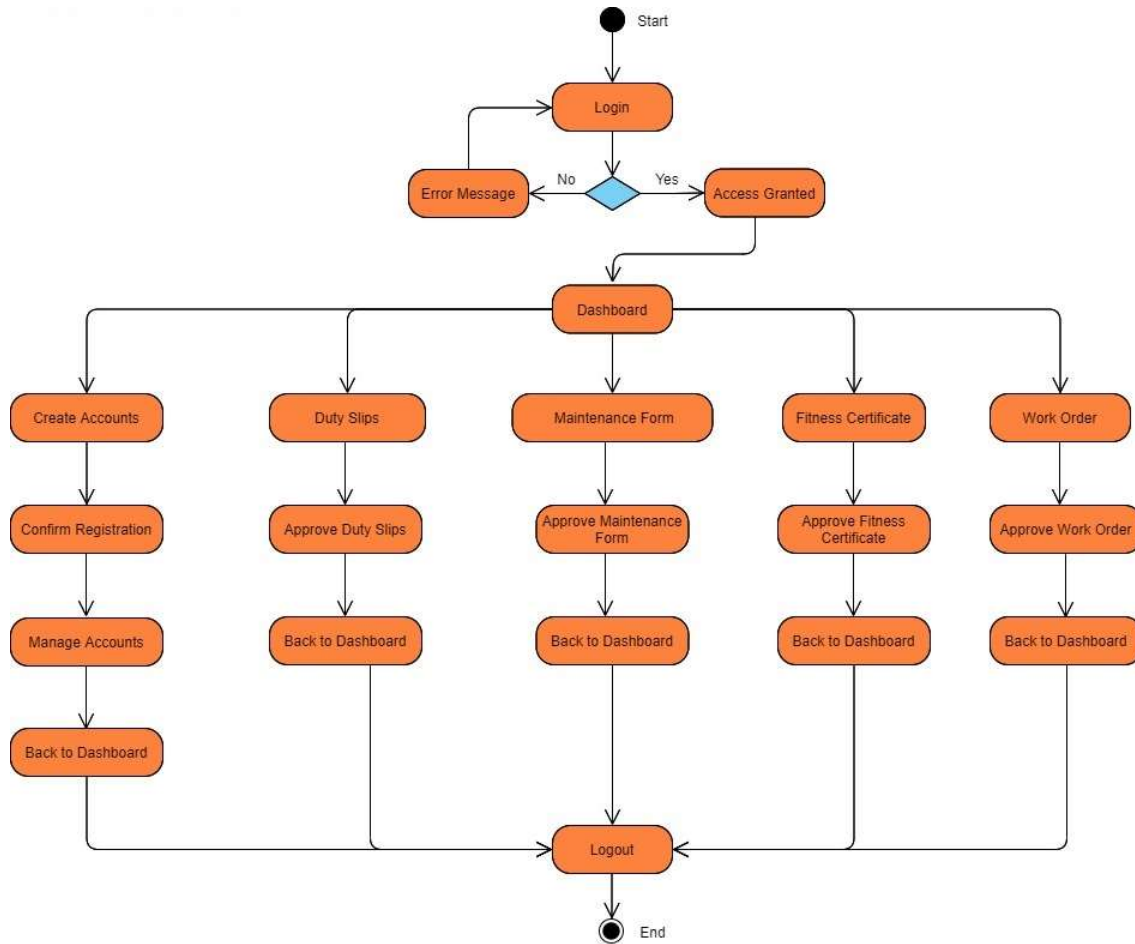 Start
Login
No
Yes
Error Message
Access Granted
Dashboard
Create Accounts
Duty Slips
Maintenance Form
Fitness Certificate
Work Order
Confirm Registration
Approve Duty Slips
Approve Maintenance
Form
Approve Fitness
Certificate
Approve Work Order
Manage Accounts
Back to Dashboard
Back to Dashboard
Back to Dashboard
Back to Dashboard
Back to Dashboard
Logout
End